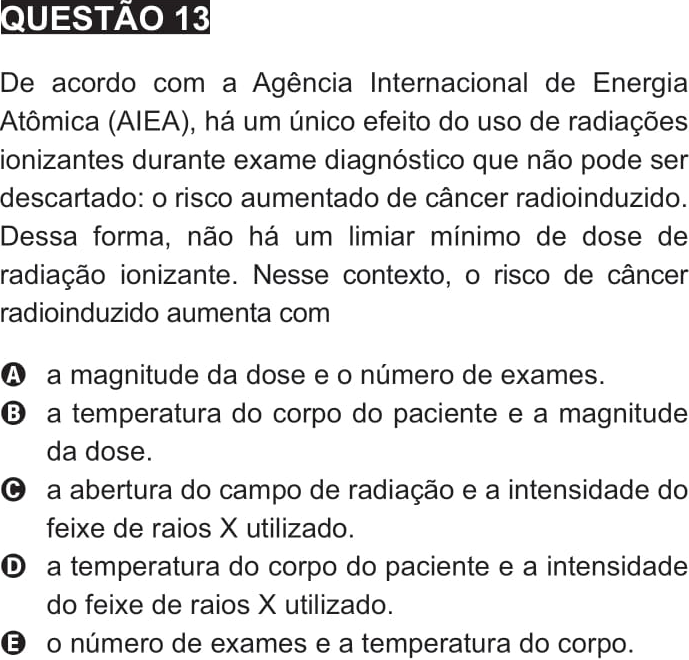 QUESTÃO 13
De acordo com a Agência Internacional de Energia
Atômica (AIEA), há um único efeito do uso de radiações
ionizantes durante exame diagnóstico que não pode ser
descartado: o risco aumentado de câncer radioinduzido.
Dessa forma, não há um limiar mínimo de dose de
radiação ionizante. Nesse contexto, o risco de câncer
radioinduzido aumenta com
A a magnitude da dose e o número de exames.
B a temperatura do corpo do paciente e a magnitude
da dose.
C a abertura do campo de radiação e a intensidade do
feixe de raios X utilizado.
D a temperatura do corpo do paciente e a intensidade
do feixe de raios X utilizado.
E o número de exames e a temperatura do corpo.